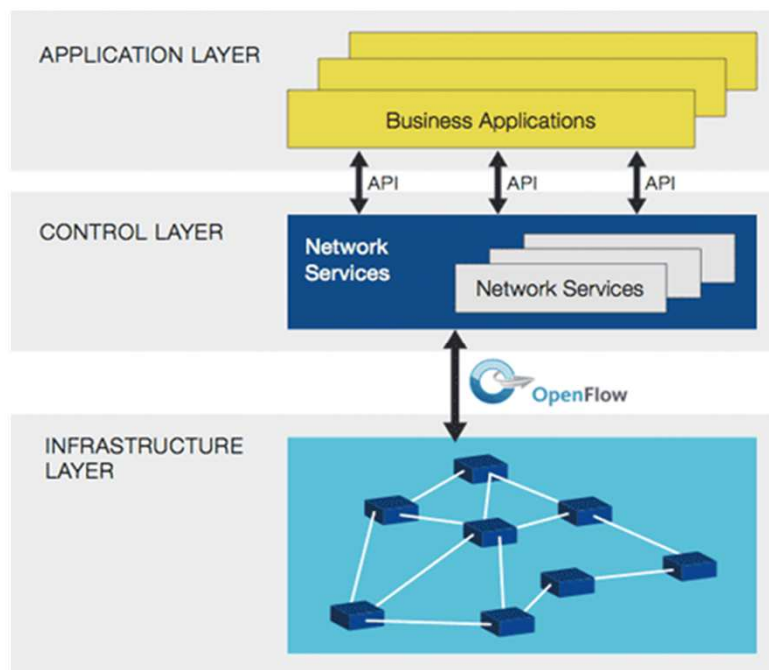 APPLICATION LAYER
Business Applications
API
API
API
CONTROL LAYER
Network
Services
Network Services
OpenFlow
INFRASTRUCTURE
LAYER